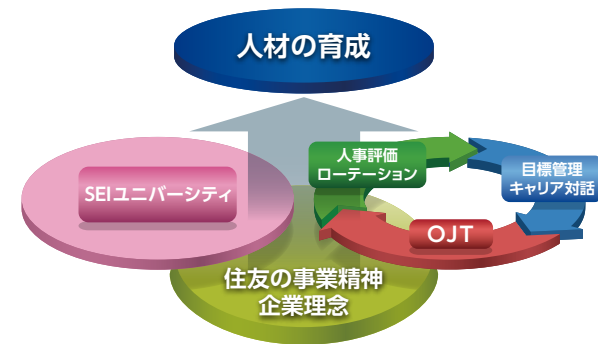 人材の育成
人事評価
ローテーション
目標管理
キャリア対話
SEIユニバーシティ
OJT
住友の事業精神
企業理念